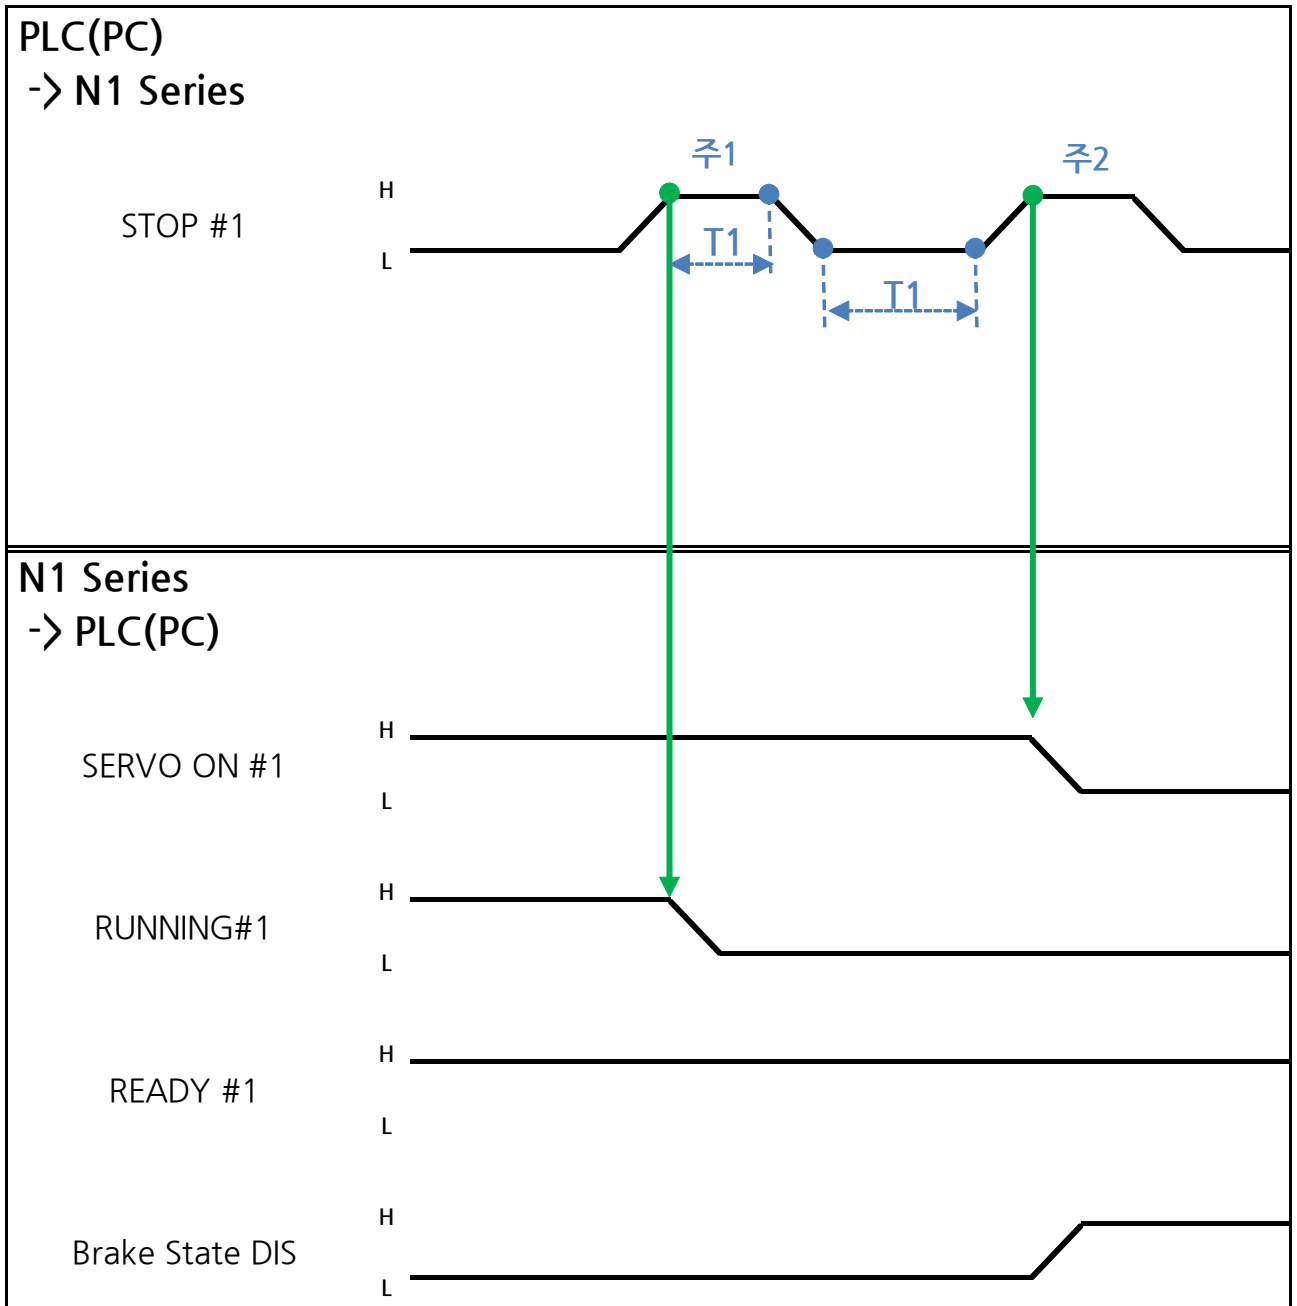 PLC(PC)
-> N1 Series
주1
주2
H
STOP #1
T1
L
T1
N1 Series
-> PLC(PC)
H
SERVO ON #1
L
H
RUNNING#1
L
H
READY #1
L
H
Brake State DIS
L